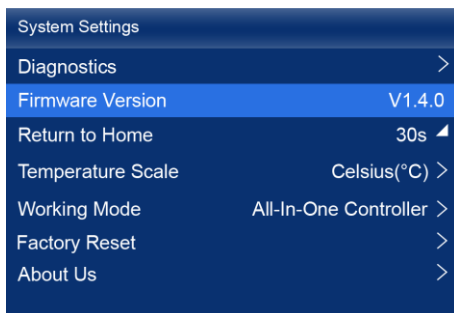 System Settings
Diagnostics >
Firmware Version V1.4.0
Return to Home 30s
Temperature Scale Celsius(°C) >
Working Mode All-In-One Controller >
Factory Reset >
About Us >